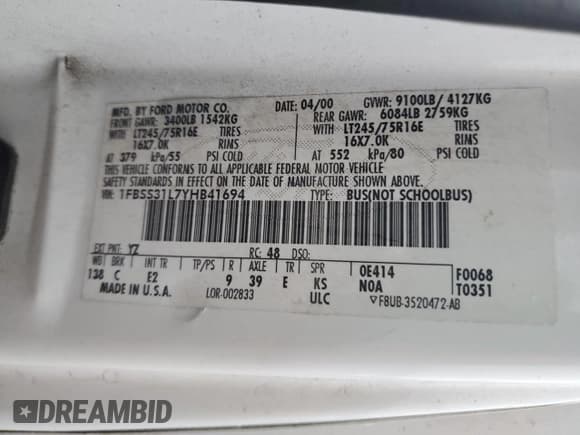 MFD. BY FORD MOTOR CO.
DATE: 04/00
GVWR: 9100LB/ 4127KG
FRONT GAWR: 3400LB 1542KG
REAR GAWR: 6084LB 2759KG
WITH LT245/75R16E TIRES
WITH LT245/75R16E TIRES
16X7.0K RIMS
16X7.0K RIMS
AT 379 kPa/55 PSI COLD
AT 552 kPa/80 PSI COLD
THIS VEHICLE CONFORMS TO ALL APPLICABLE FEDERAL MOTOR VEHICLE
SAFETY STANDARDS IN EFFECT ON THE DATE OF MANUFACTURE SHOWN ABOVE.
VIN: 1FBSS31L7YHB41694
TYPE: BUS(NOT SCHOOLBUS)
EXT PNT: YZ RC: 48 DSO:
WB BRK INT TR TP/PS R AXLE TR SPR
138 C E2 9 39 E KS
ULC
0E414
N0A
F0068
T0351
MADE IN U.S.A.
LOR-002833
F8UB-3520472-AB
DREAMBID